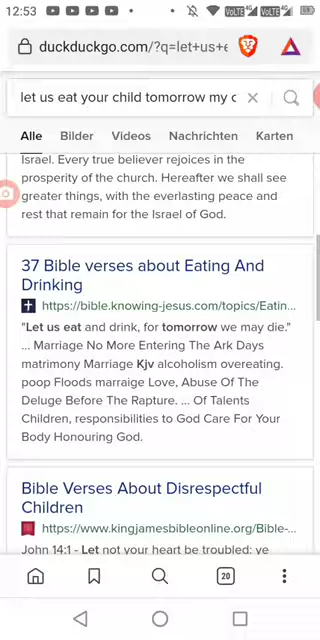 12:53
VoLTE 4G VoLTE 4G
duckduckgo.com/?q=let+us+e
let us eat your child tomorrow my c
Alle Bilder Videos Nachrichten Karten
Israel. Every true believer rejoices in the
prosperity of the church. Hereafter we shall see
greater things, with the everlasting peace and
rest that remain for the Israel of God.
37 Bible verses about Eating And
Drinking
https://bible.knowing-jesus.com/topics/Eatin...
"Let us eat and drink, for tomorrow we may die."
... Marriage No More Entering The Ark Days
matrimony Marriage Kjv alcoholism overeating.
poop Floods marraige Love, Abuse Of The
Deluge Before The Rapture. ... Of Talents
Children, responsibilities to God Care For Your
Body Honouring God.
Bible Verses About Disrespectful
Children
https://www.kingjamesbibleonline.org/Bible-...
John 14:1 - Let not your heart be troubled: ye
20